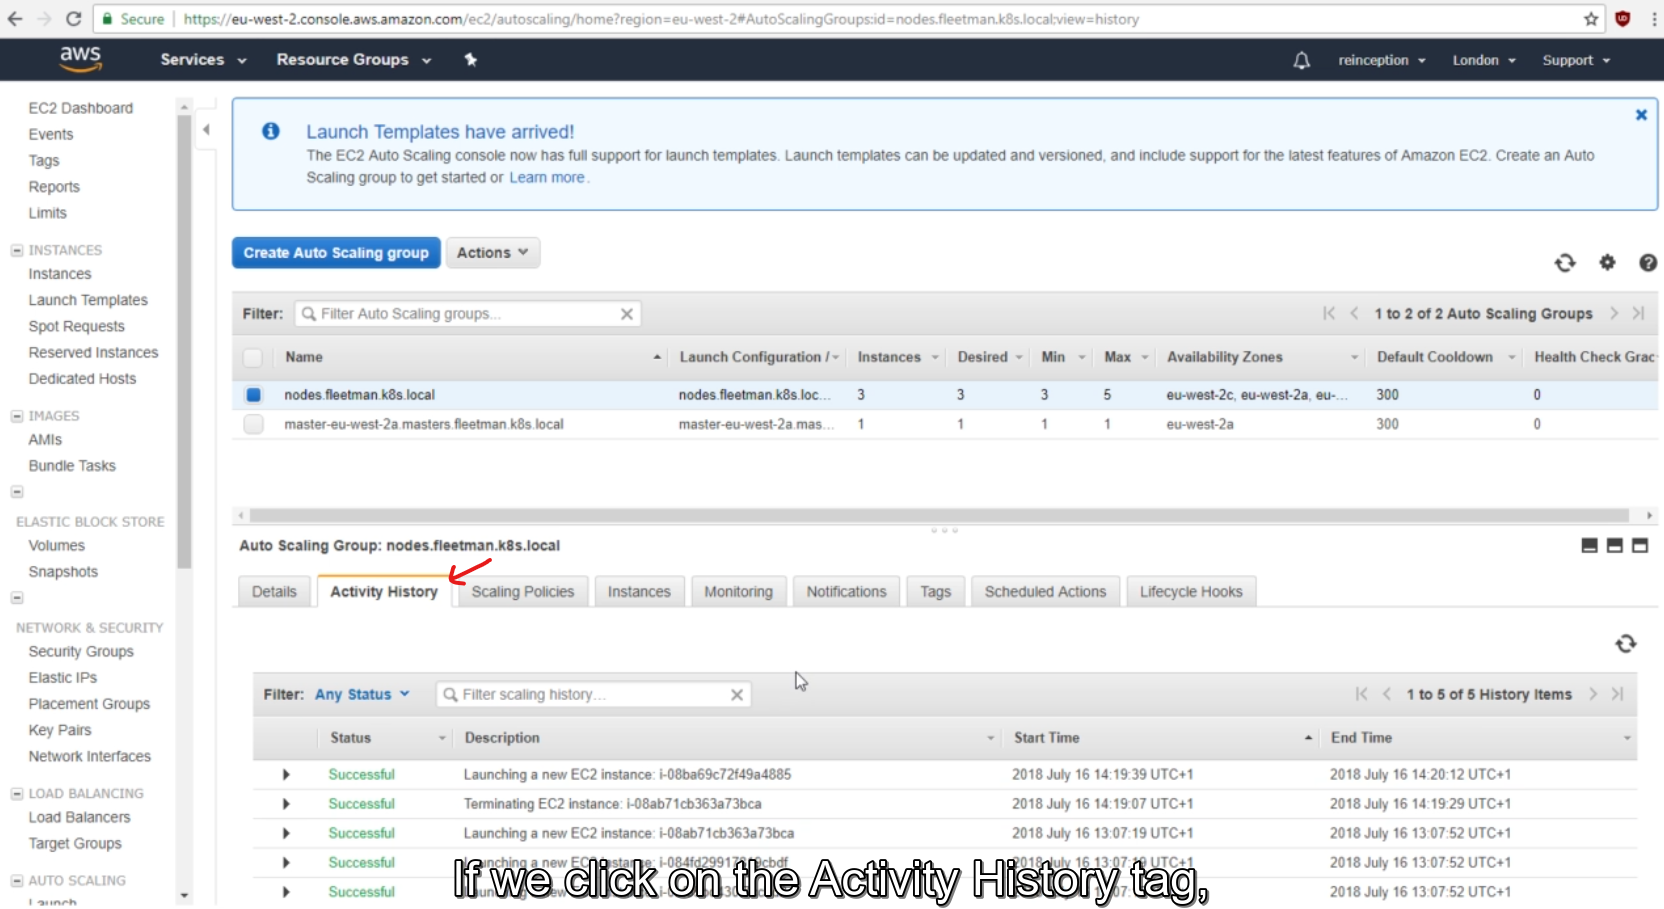 Secure https://eu-west-2.console.aws.amazon.com/ec2/autoscaling/home?region=eu-west-2#AutoScalingGroups:id=nodes.fleetman.k8s.local;view=history
aws Services Resource Groups reinception London Support
EC2 Dashboard
Events
Tags
Reports
Limits
INSTANCES
Instances
Launch Templates
Spot Requests
Reserved Instances
Dedicated Hosts
IMAGES
AMIs
Bundle Tasks
ELASTIC BLOCK STORE
Volumes
Snapshots
NETWORK & SECURITY
Security Groups
Elastic IPs
Placement Groups
Key Pairs
Network Interfaces
LOAD BALANCING
Load Balancers
Target Groups
AUTO SCALING
Launch
Launch Templates have arrived!
The EC2 Auto Scaling console now has full support for launch templates. Launch templates can be updated and versioned, and include support for the latest features of Amazon EC2. Create an Auto
Scaling group to get started or Learn more.
Create Auto Scaling group Actions
Filter: Filter Auto Scaling groups... 1 to 2 of 2 Auto Scaling Groups
Name Launch Configuration / Instances Desired Min Max Availability Zones Default Cooldown Health Check Grac
nodes.fleetman.k8s.local nodes.fleetman.k8s.loc... 3 3 3 5 eu-west-2c, eu-west-2a, eu-... 300 0
master-eu-west-2a.masters.fleetman.k8s.local master-eu-west-2a.mas... 1 1 1 1 eu-west-2a 300 0
Auto Scaling Group: nodes.fleetman.k8s.local
Details Activity History Scaling Policies Instances Monitoring Notifications Tags Scheduled Actions Lifecycle Hooks
Filter: Any Status Filter scaling history... 1 to 5 of 5 History Items
Status Description Start Time End Time
Successful Launching a new EC2 instance: i-08ba69c72f49a4885 2018 July 16 14:19:39 UTC+1 2018 July 16 14:20:12 UTC+1
Successful Terminating EC2 instance: i-08ab71cb363a73bca 2018 July 16 14:19:07 UTC+1 2018 July 16 14:19:29 UTC+1
Successful Launching a new EC2 instance: i-08ab71cb363a73bca 2018 July 16 13:07:19 UTC+1 2018 July 16 13:07:52 UTC+1
Successful Launching a new EC2 instance: 2018 July 16 13:07:19 UTC+1 2018 July 16 13:07:52 UTC+1
Successful 2018 July 16 13:07:52 UTC+1
If we click on the Activity History tag,